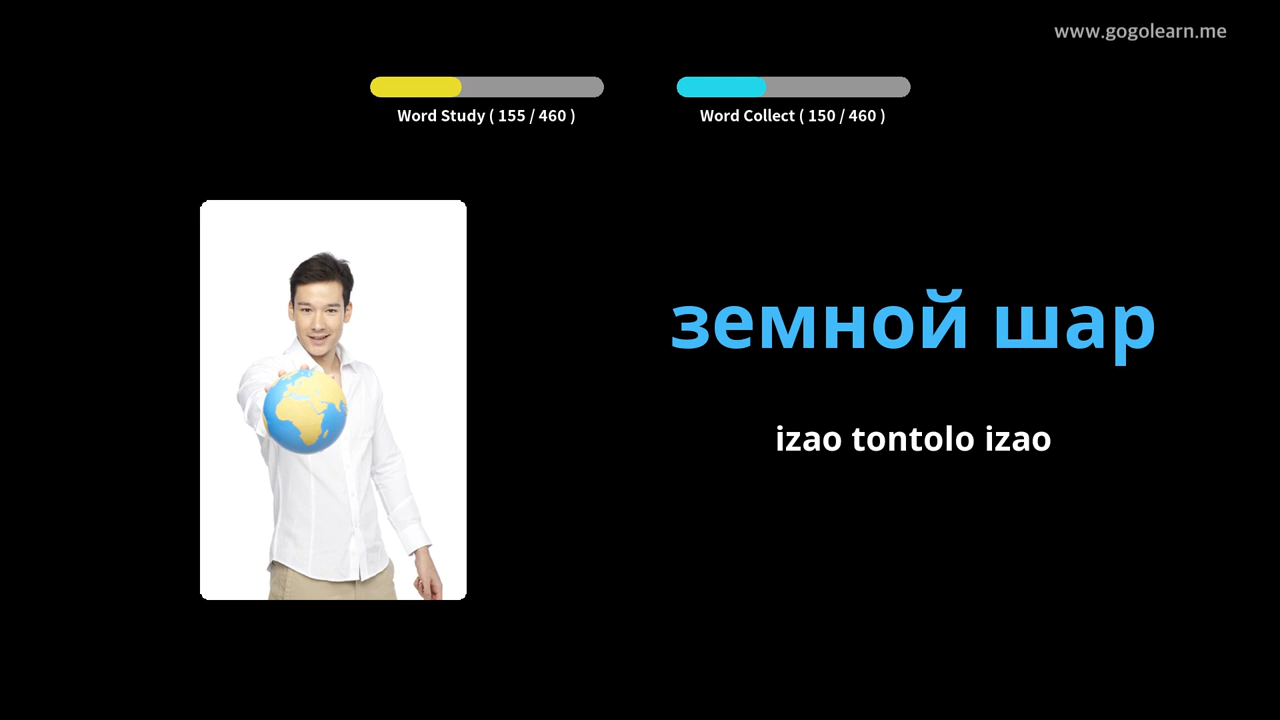 www.gogolearn.me
Word Study ( 155 / 460 )
Word Collect ( 150 / 460 )
земной шар
izao tontolo izao